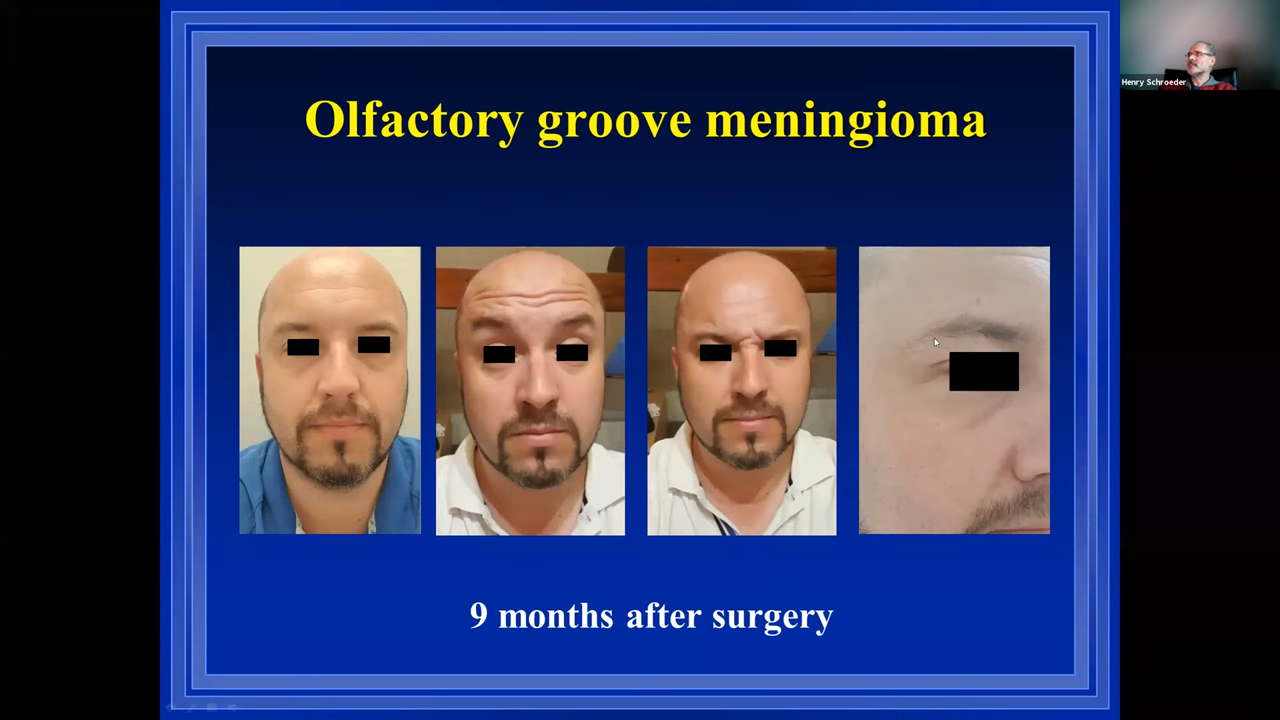 Henry Schroeder
Olfactory groove meningioma
9 months after surgery